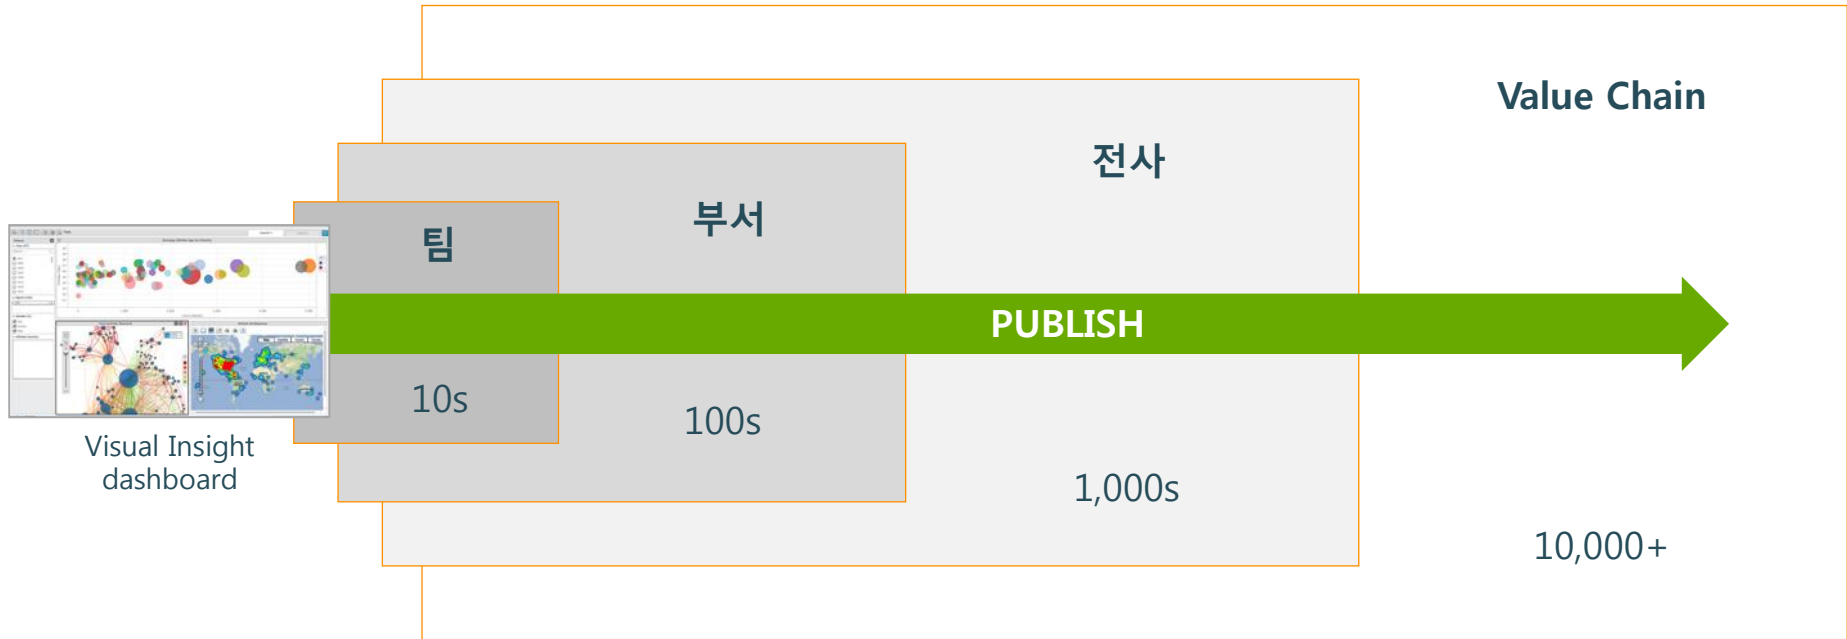 Value Chain
전사
부서
팀
PUBLISH
10s
100s
1,000s
10,000+
Visual Insight
dashboard